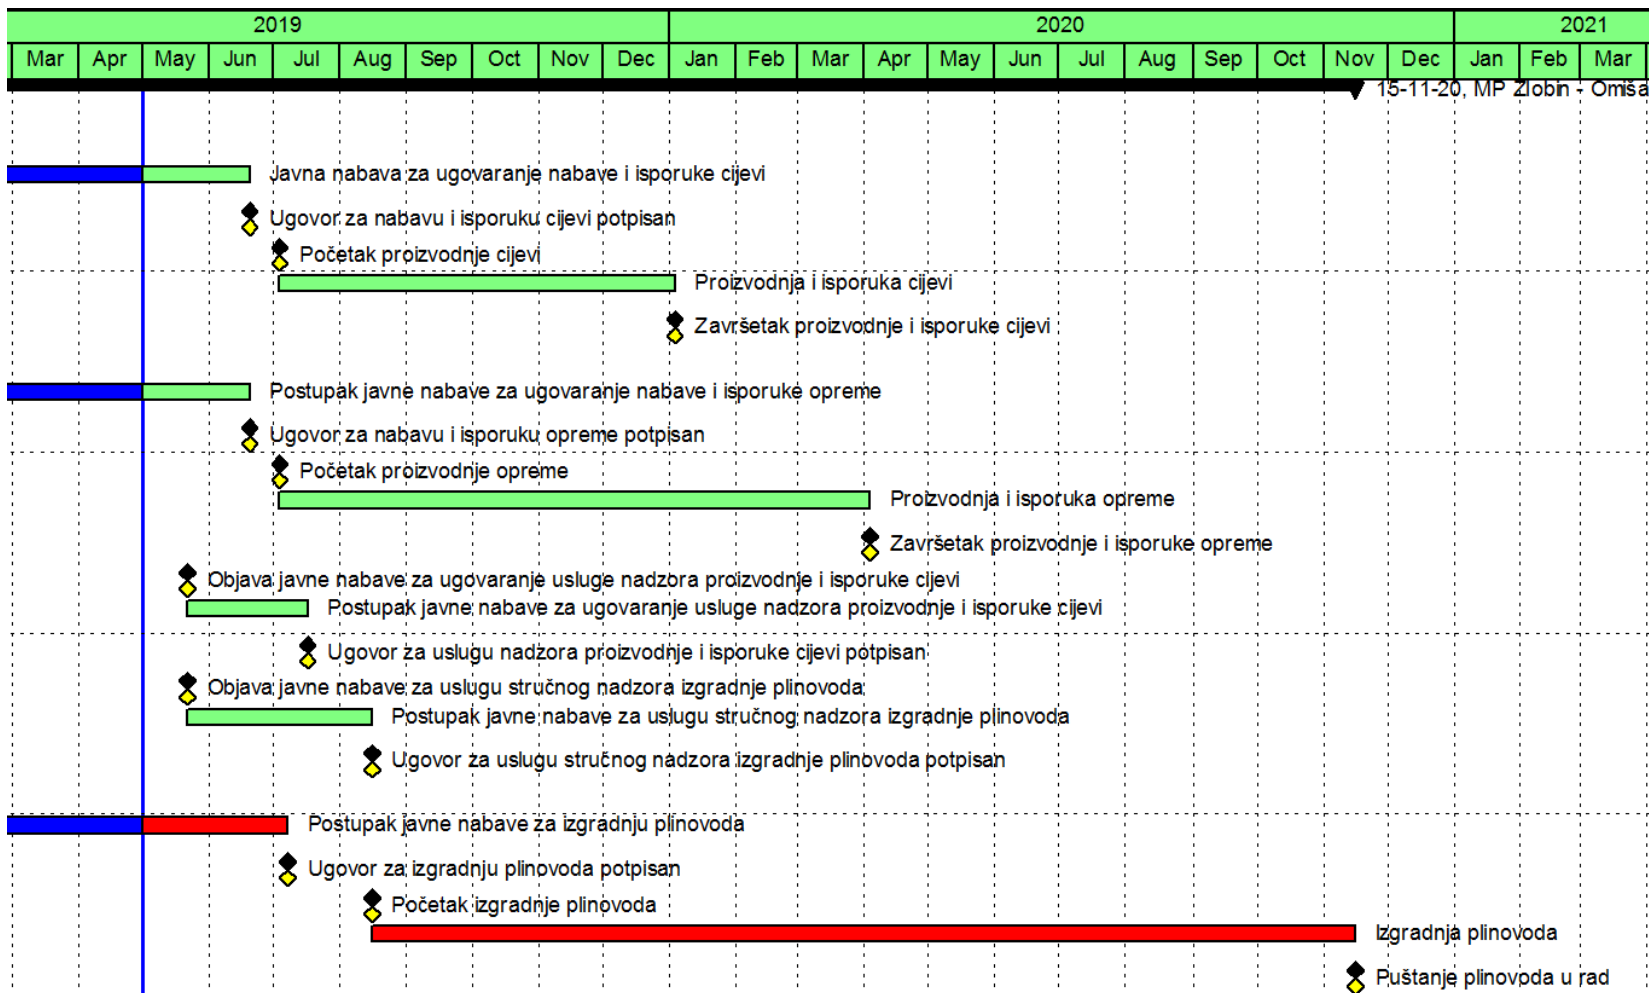 2019 2020 2021
Mar Apr May Jun Jul Aug Sep Oct Nov Dec Jan Feb Mar Apr May Jun Jul Aug Sep Oct Nov Dec Jan Feb Mar
15-11-20, MP Zlobin - Omiša
Javna nabava za ugovaranje nabave i isporuke cijevi
Ugovor za nabavu i isporuku cijevi potpisan
Početak proizvodnje cijevi
Proizvodnja i isporuka cijevi
Završetak proizvodnje i isporuke cijevi
Postupak javne nabave za ugovaranje nabave i isporuke opreme
Ugovor za nabavu i isporuku opreme potpisan
Početak proizvodnje opreme
Proizvodnja i isporuka opreme
Završetak proizvodnje i isporuke opreme
Objava javne nabave za ugovaranje usluge nadzora proizvodnje i isporuke cijevi
Postupak javne nabave za ugovaranje usluge nadzora proizvodnje i isporuke cijevi
Ugovor za uslugu nadzora proizvodnje i isporuke cijevi potpisan
Objava javne nabave za uslugu stručnog nadzora izgradnje plinovoda
Postupak javne nabave za uslugu stručnog nadzora izgradnje plinovoda
Ugovor za uslugu stručnog nadzora izgradnje plinovoda potpisan
Postupak javne nabave za izgradnju plinovoda
Ugovor za izgradnju plinovoda potpisan
Početak izgradnje plinovoda
Izgradnja plinovoda
Puštanje plinovoda u rad